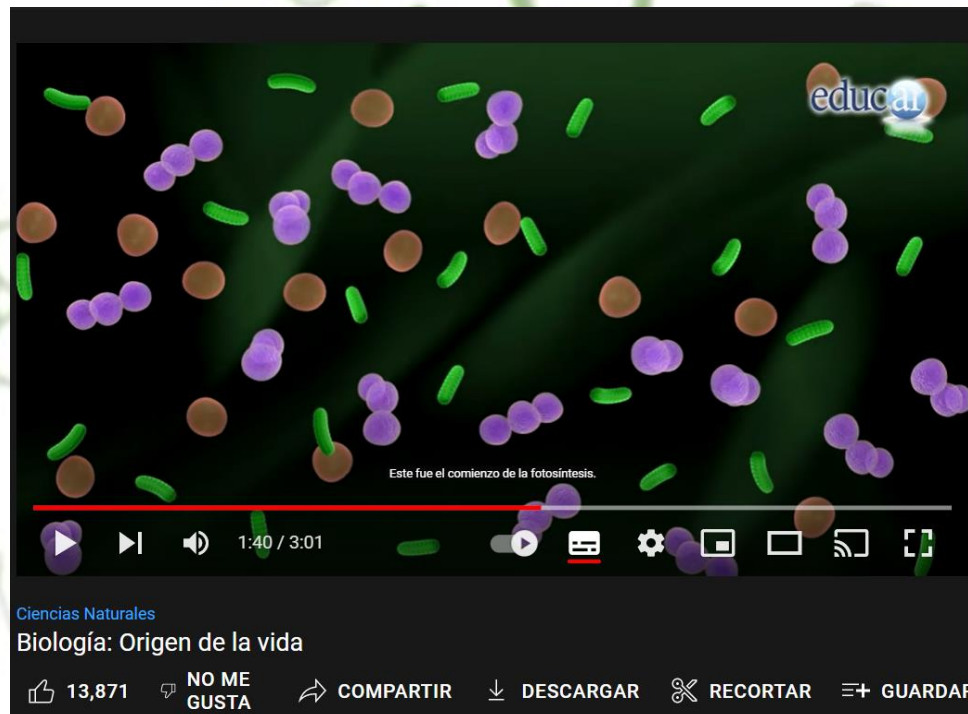 educar
Este fue el comienzo de la fotosíntesis.
1:40 / 3:01
Ciencias Naturales
Biología: Origen de la vida
13,871 NO ME GUSTA COMPARTIR DESCARGAR RECORTAR GUARDAR